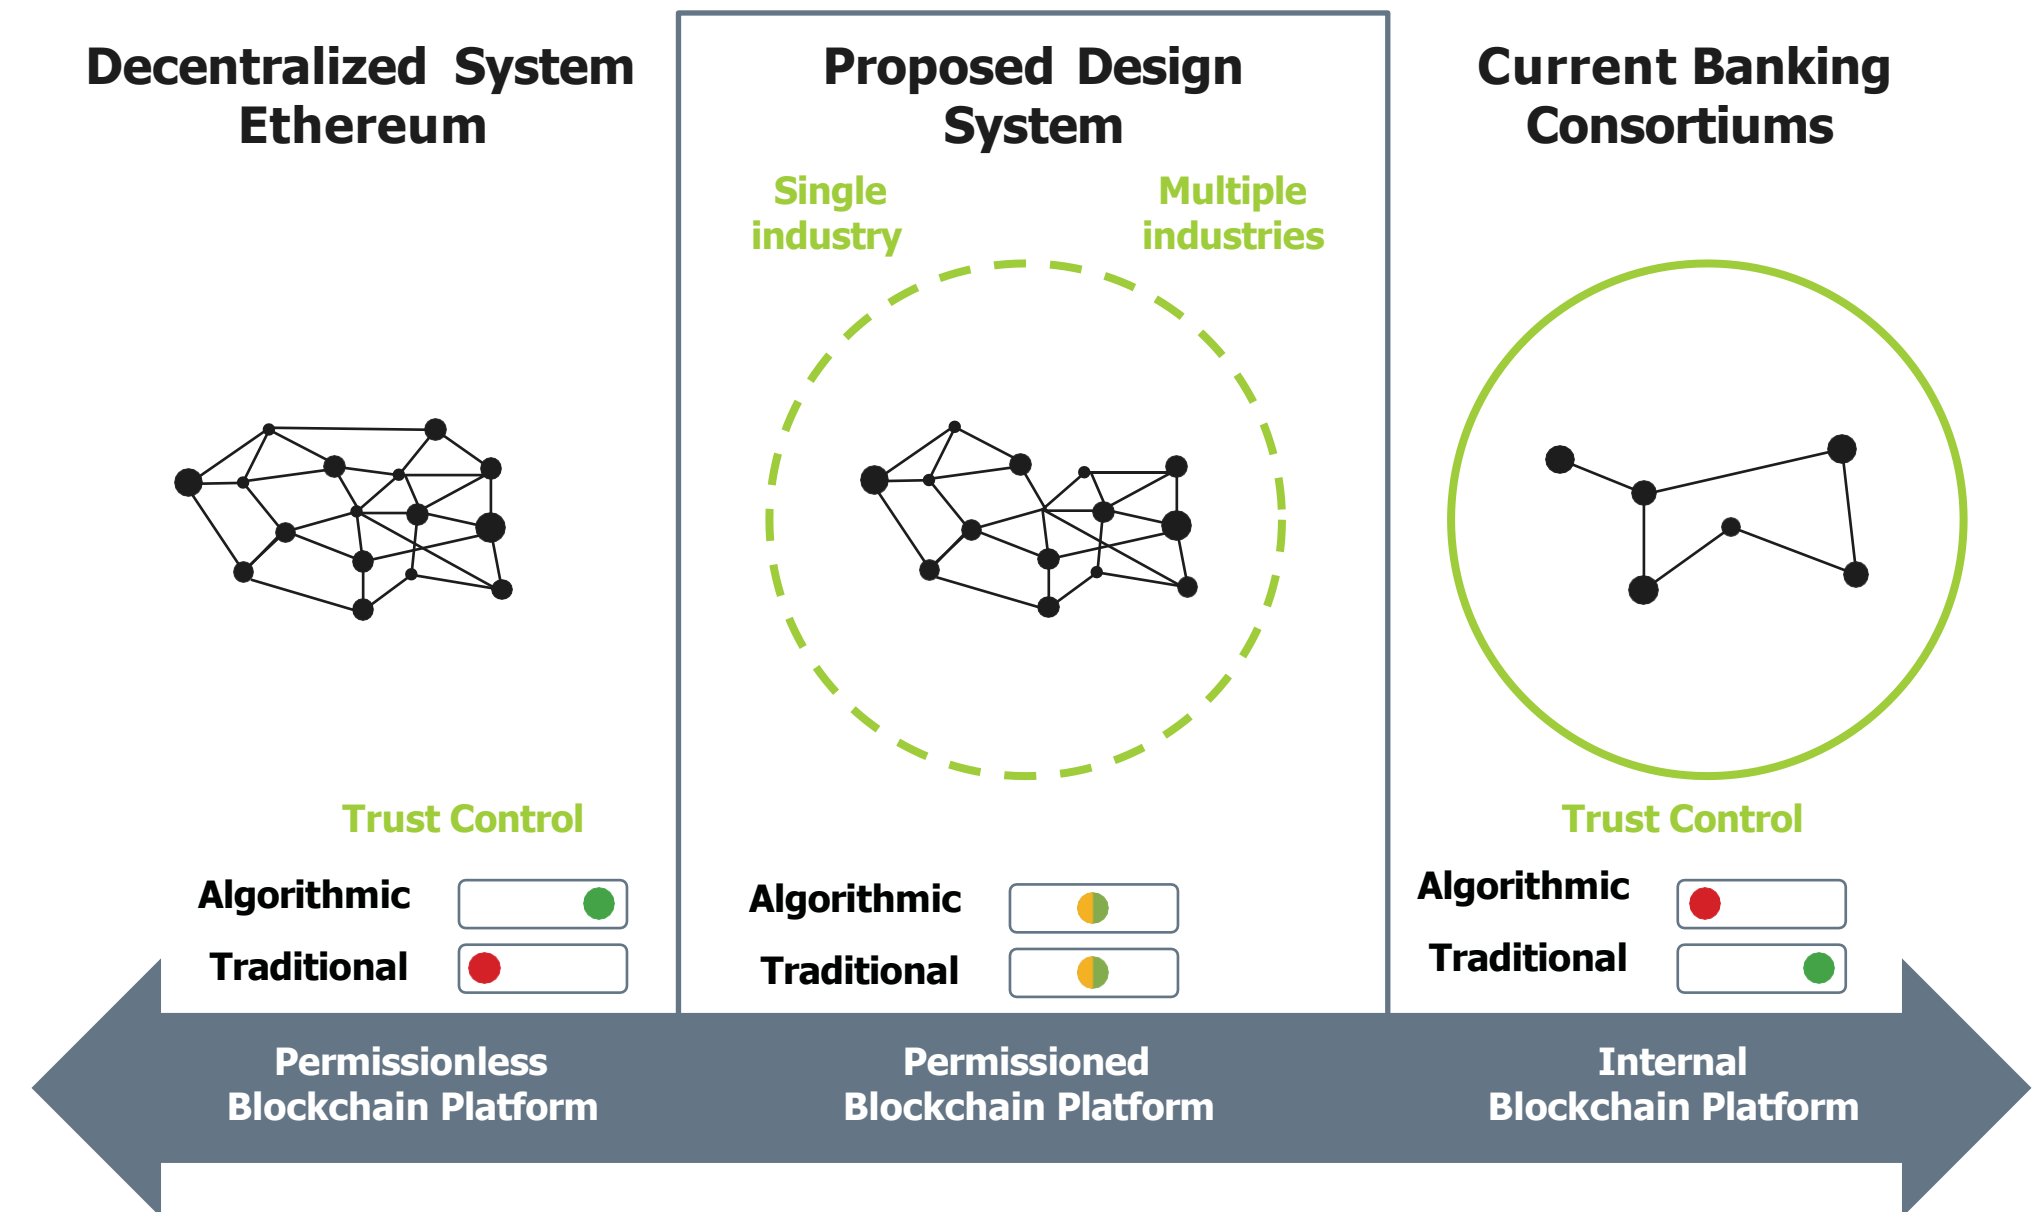 Decentralized System
Ethereum
Proposed Design
System
Current Banking
Consortiums
Single
industry
Multiple
industries
Trust Control
Algorithmic
Traditional
Algorithmic
Traditional
Trust Control
Algorithmic
Traditional
Permissionless
Blockchain Platform
Permissioned
Blockchain Platform
Internal
Blockchain Platform